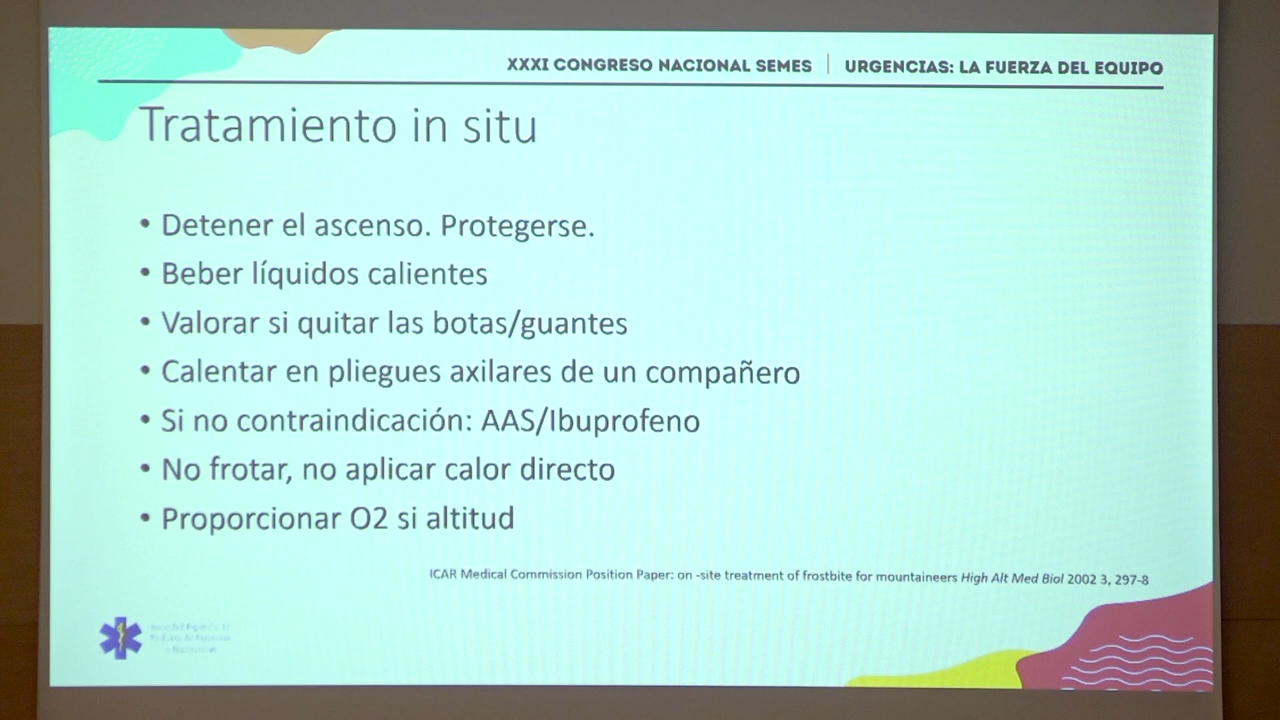 XXXI CONGRESO NACIONAL SEMES | URGENCIAS: LA FUERZA DEL EQUIPO
Tratamiento in situ
• Detener el ascenso. Protegerse.
• Beber líquidos calientes
• Valorar si quitar las botas/guantes
• Calentar en pliegues axilares de un compañero
• Si no contraindicación: AAS/Ibuprofeno
• No frotar, no aplicar calor directo
• Proporcionar O2 si altitud
ICAR Medical Commission Position Paper: on -site treatment of frostbite for mountaineers High Alt Med Biol 2002 3, 297-8